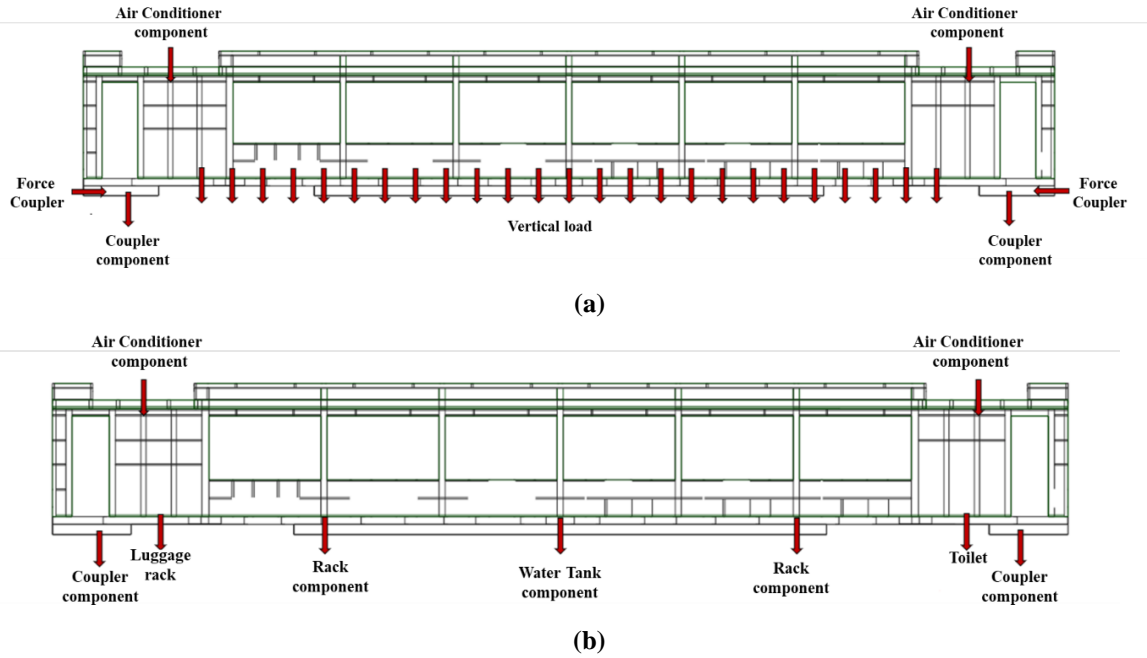 Air Conditioner
component
Air Conditioner
component
Force
Coupler
Force
Coupler
Coupler
component
Vertical load
Coupler
component
(a)
Air Conditioner
component
Air Conditioner
component
Coupler
component
Luggage
rack
Rack
component
Water Tank
component
Rack
component
Toilet
Coupler
component
(b)